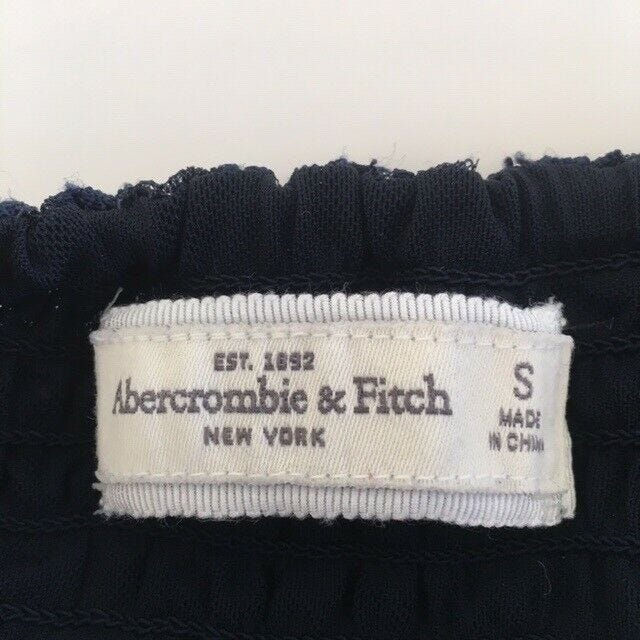 EST. 1892
Abercrombie & Fitch
NEW YORK
S
MADE
IN CHINA